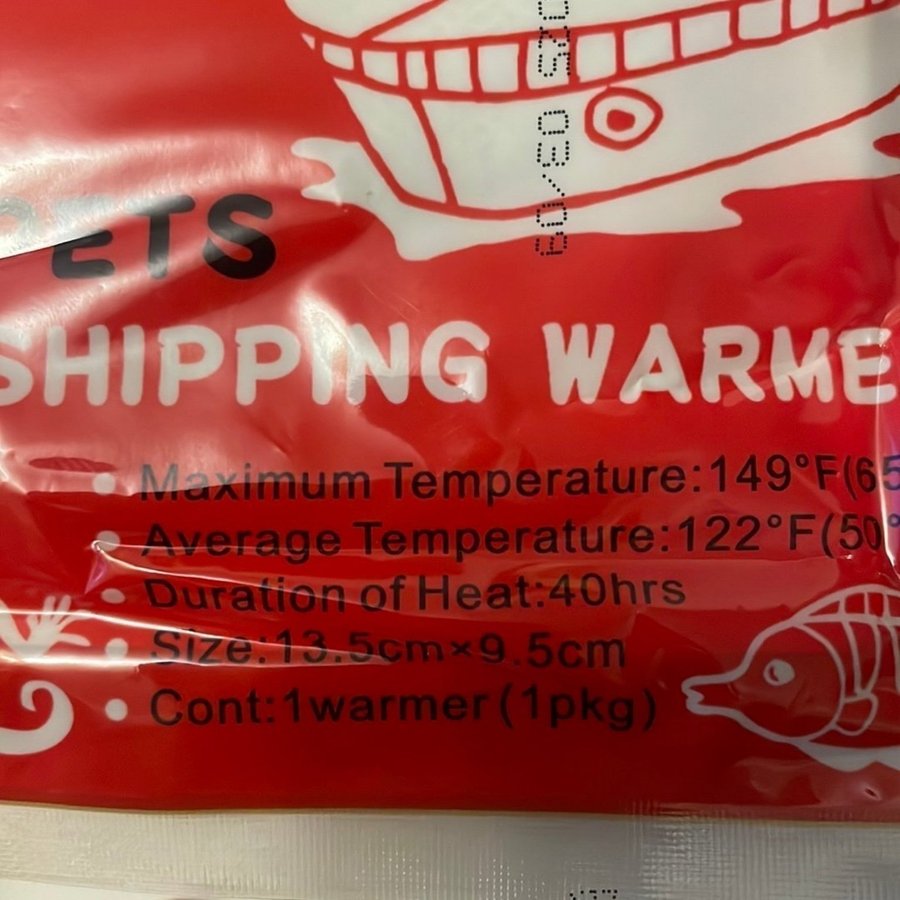 PETS
SHIPPING WARME
• Maximum Temperature:149°F(65
• Average Temperature:122°F(50°
• Duration of Heat:40hrs
• Size:13.5cm×9.5cm
• Cont:1warmer(1pkg)